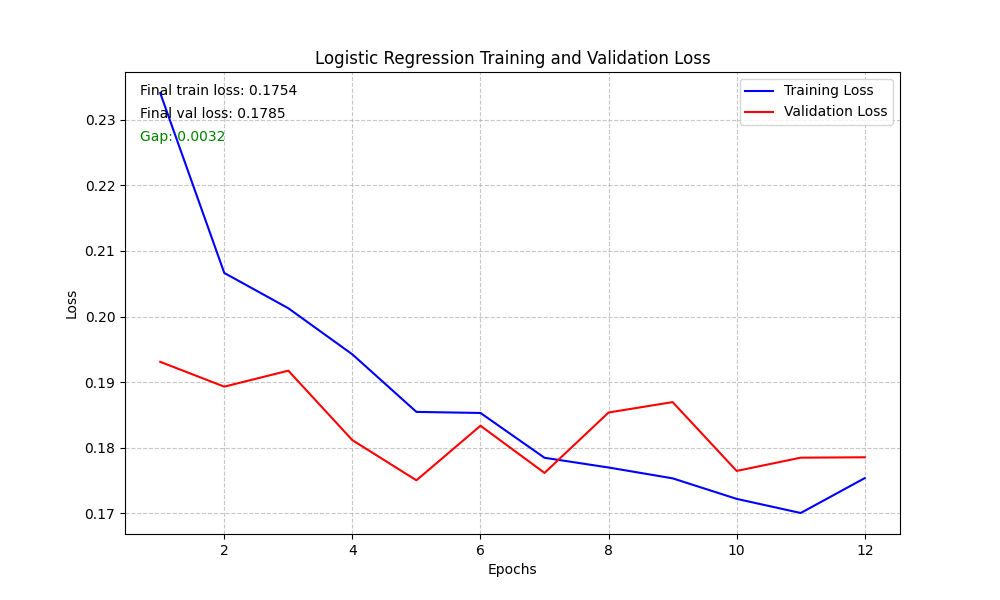 Logistic Regression Training and Validation Loss
Final train loss: 0.1754
Final val loss: 0.1785
Gap: 0.0032
Training Loss
Validation Loss
0.23
0.22
0.21
0.20
0.19
0.18
0.17
Loss
2 4 6 8 10 12
Epochs